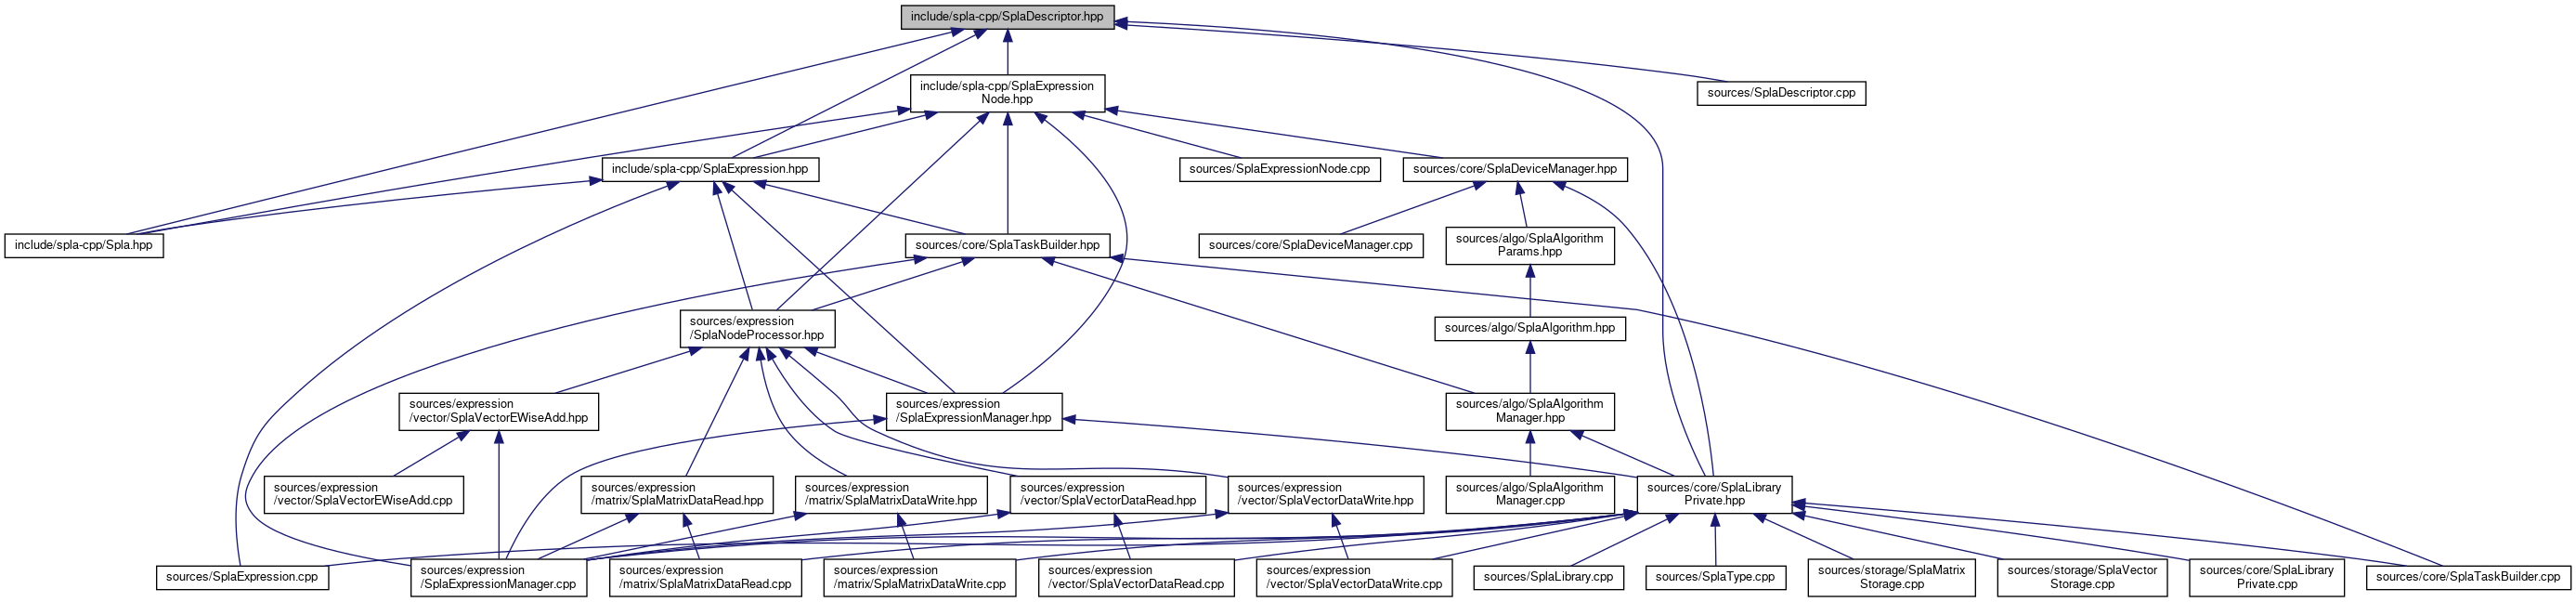 include/spla-cpp/SplaDescriptor.hpp
include/spla-cpp/SplaExpression
Node.hpp
sources/SplaDescriptor.cpp
include/spla-cpp/SplaExpression.hpp
sources/SplaExpressionNode.cpp
sources/core/SplaDeviceManager.hpp
include/spla-cpp/Spla.hpp
sources/core/SplaTaskBuilder.hpp
sources/core/SplaDeviceManager.cpp
sources/algo/SplaAlgorithm
Params.hpp
sources/expression
/SplaNodeProcessor.hpp
sources/algo/SplaAlgorithm.hpp
sources/expression
/vector/SplaVectorEWiseAdd.hpp
sources/expression
/SplaExpressionManager.hpp
sources/algo/SplaAlgorithm
Manager.hpp
sources/expression
/vector/SplaVectorEWiseAdd.cpp
sources/expression
/matrix/SplaMatrixDataRead.hpp
sources/expression
/matrix/SplaMatrixDataWrite.hpp
sources/expression
/vector/SplaVectorDataRead.hpp
sources/expression
/vector/SplaVectorDataWrite.hpp
sources/algo/SplaAlgorithm
Manager.cpp
sources/core/SplaLibrary
Private.hpp
sources/SplaExpression.cpp
sources/expression
/SplaExpressionManager.cpp
sources/expression
/matrix/SplaMatrixDataRead.cpp
sources/expression
/matrix/SplaMatrixDataWrite.cpp
sources/expression
/vector/SplaVectorDataRead.cpp
sources/expression
/vector/SplaVectorDataWrite.cpp
sources/SplaLibrary.cpp
sources/SplaType.cpp
sources/storage/SplaMatrix
Storage.cpp
sources/storage/SplaVector
Storage.cpp
sources/core/SplaLibrary
Private.cpp
sources/core/SplaTaskBuilder.cpp